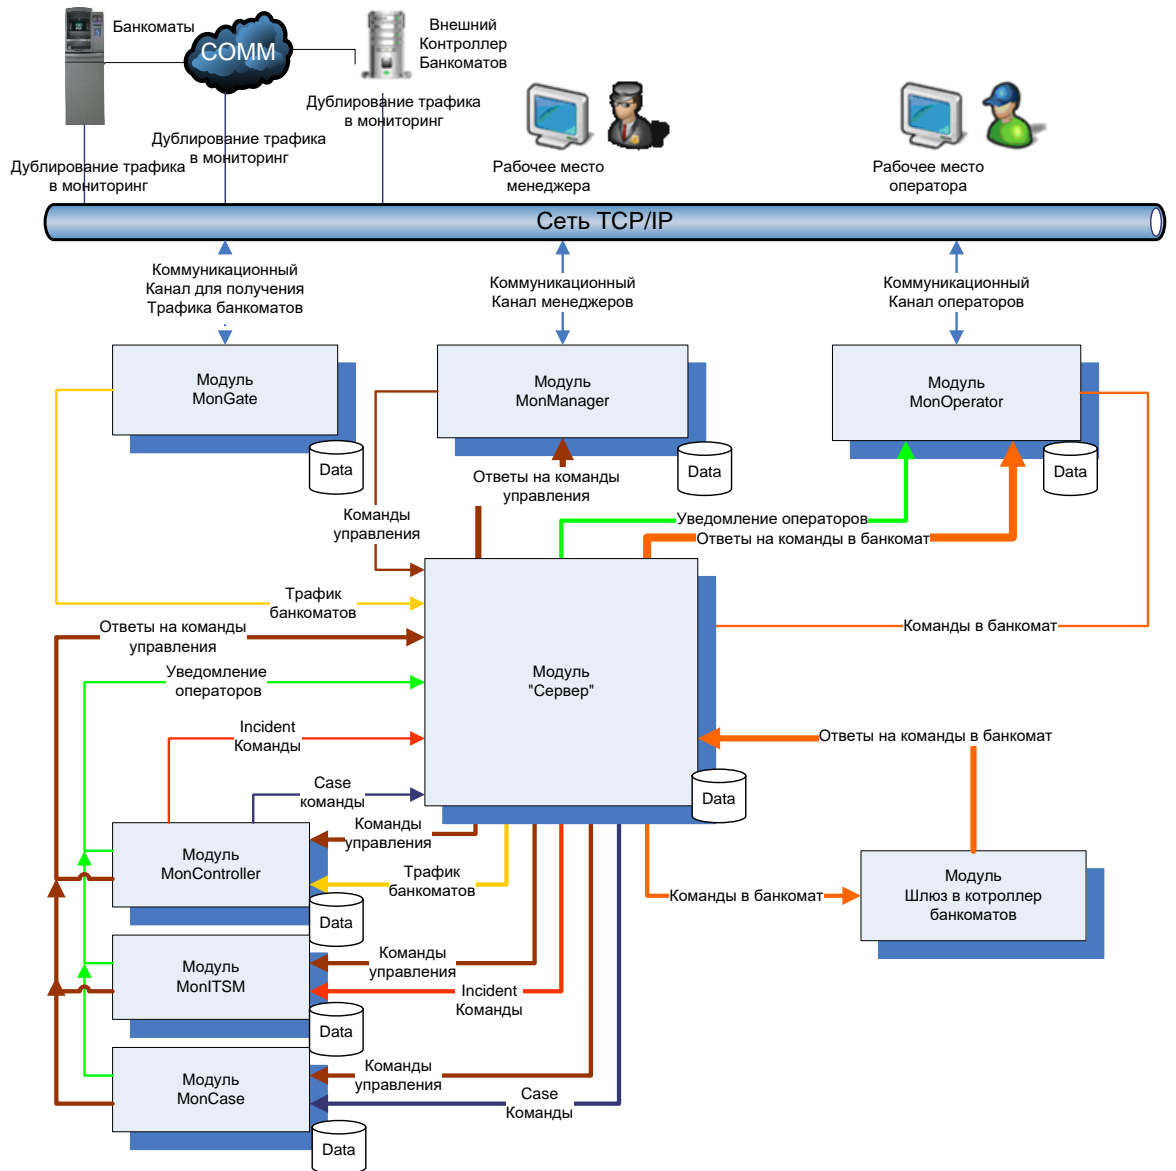 Банкоматы
COMM
Внешний
Контроллер
Банкоматов
Дублирование трафика
в мониторинг
Дублирование трафика
в мониторинг
Дублирование трафика
в мониторинг
Рабочее место
менеджера
Рабочее место
оператора
Сеть TCP/IP
Коммуникационный
Канал для получения
Трафика банкоматов
Коммуникационный
Канал менеджеров
Коммуникационный
Канал операторов
Модуль
MonGate
Data
Модуль
MonManager
Data
Модуль
MonOperator
Data
Ответы на команды
управления
Команды
управления
Уведомление операторов
Ответы на команды в банкомат
Трафик
банкоматов
Ответы на команды
управления
Команды в банкомат
Уведомление
операторов
Модуль
"Сервер"
Data
Incident
Команды
Ответы на команды в банкомат
Case
команды
Команды
управления
Модуль
MonController
Data
Трафик
банкоматов
Команды в банкомат
Модуль
Шлюз в котроллер
банкоматов
Модуль
MonITSM
Data
Команды
управления
Incident
Команды
Модуль
MonCase
Data
Команды
управления
Case
Команды